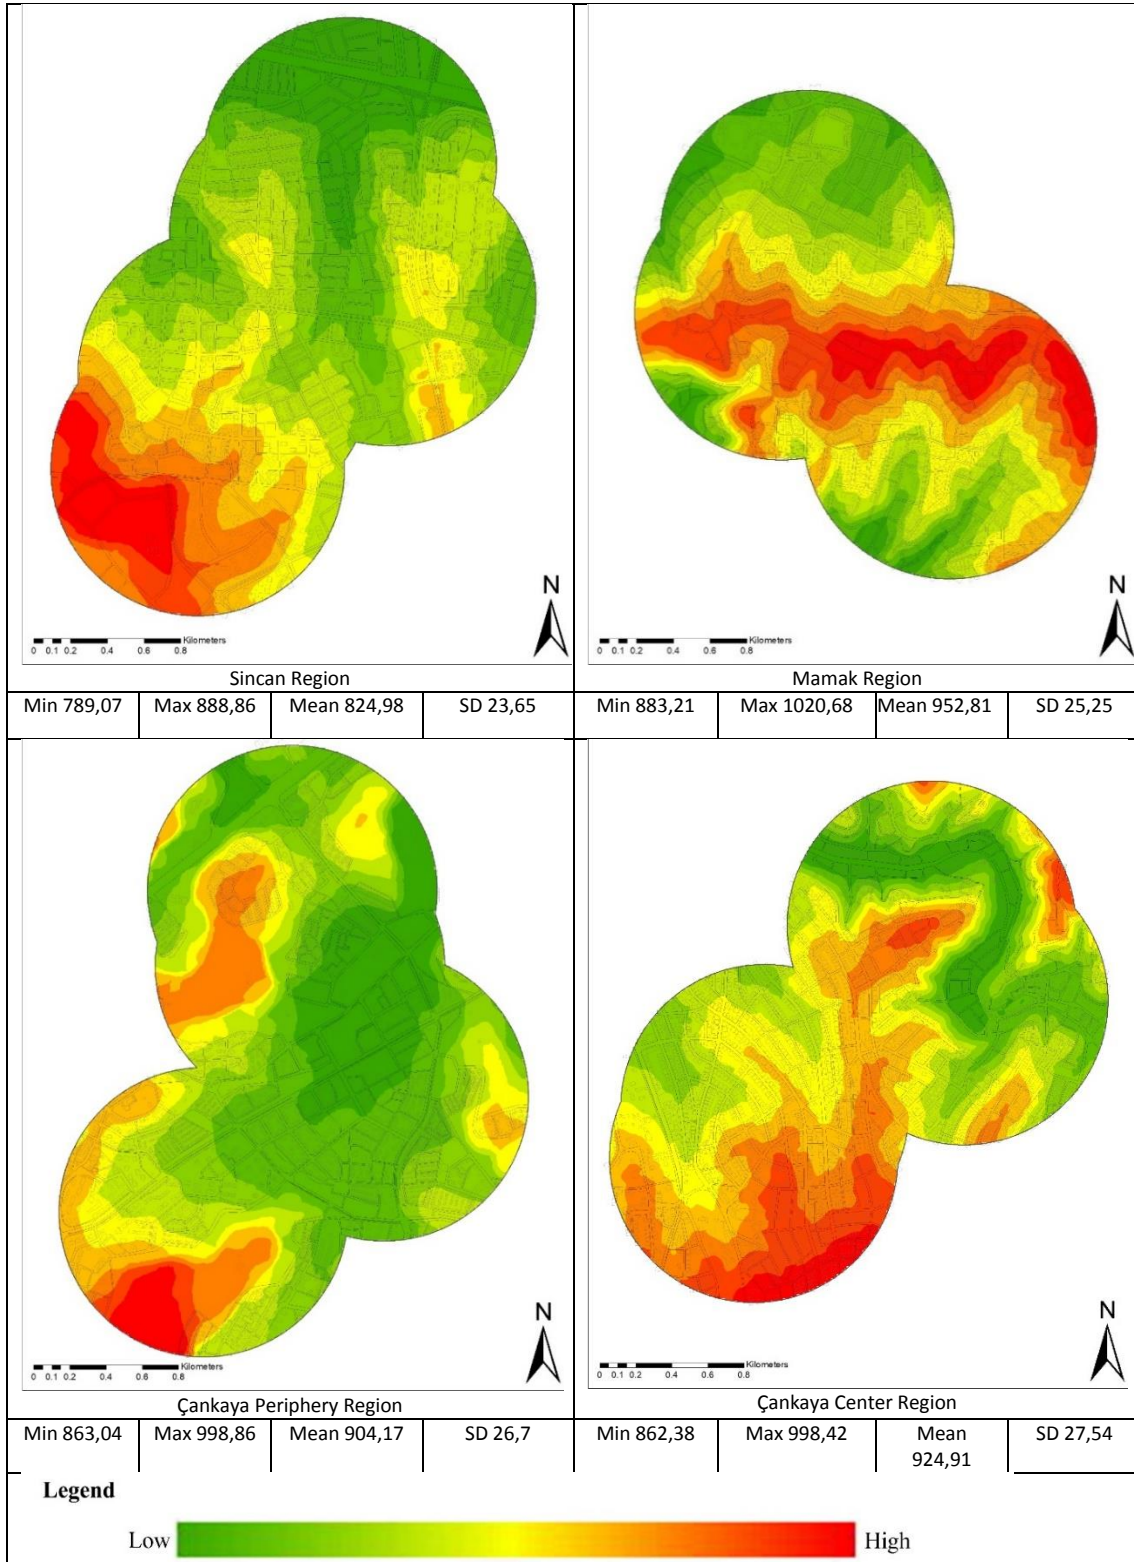 N
Kilometers
0 0.1 0.2 0.4 0.6 0.8
Sincan Region
Min 789,07 Max 888,86 Mean 824,98 SD 23,65
N
Kilometers
0 0.1 0.2 0.4 0.6 0.8
Mamak Region
Min 883,21 Max 1020,68 Mean 952,81 SD 25,25
N
Kilometers
0 0.1 0.2 0.4 0.6 0.8
Çankaya Periphery Region
Min 863,04 Max 998,86 Mean 904,17 SD 26,7
N
Kilometers
0 0.1 0.2 0.4 0.6 0.8
Çankaya Center Region
Min 862,38 Max 998,42 Mean 924,91 SD 27,54
Legend
Low High